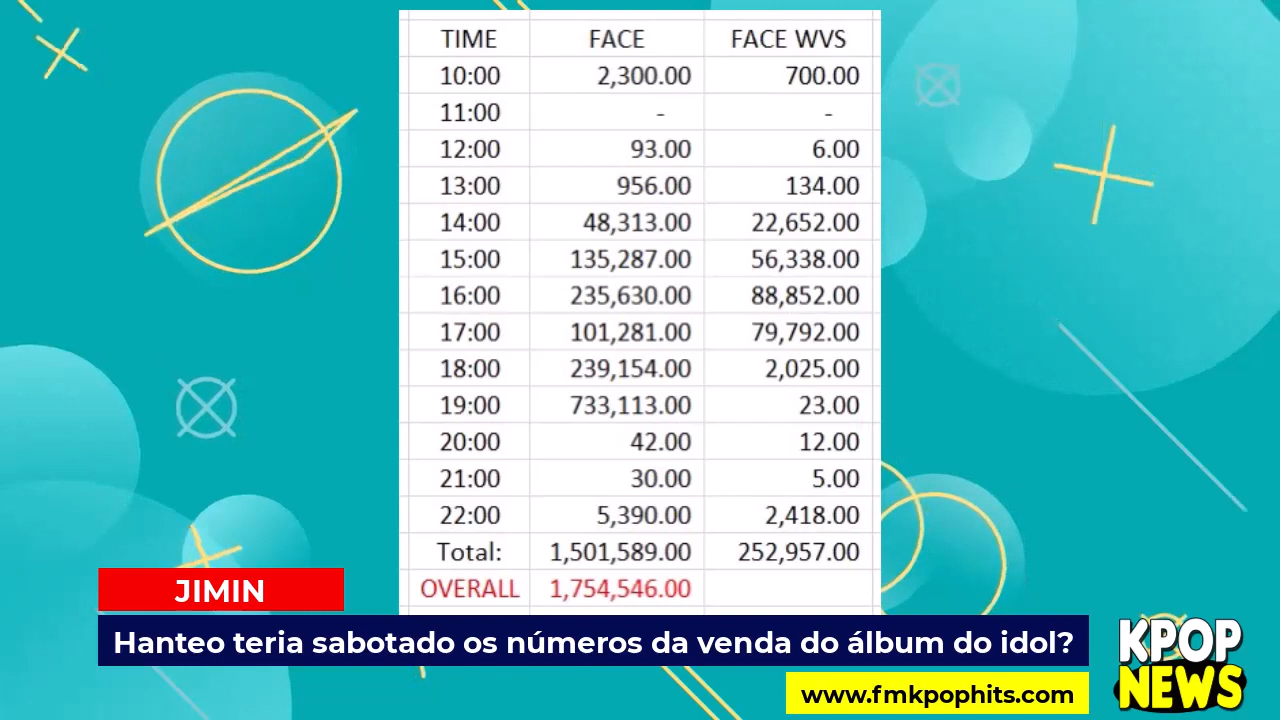 TIME FACE FACE WVS
10:00 2,300.00 700.00
11:00 - -
12:00 93.00 6.00
13:00 956.00 134.00
14:00 48,313.00 22,652.00
15:00 135,287.00 56,338.00
16:00 235,630.00 88,852.00
17:00 101,281.00 79,792.00
18:00 239,154.00 2,025.00
19:00 733,113.00 23.00
20:00 42.00 12.00
21:00 30.00 5.00
22:00 5,390.00 2,418.00
Total: 1,501,589.00 252,957.00
OVERALL 1,754,546.00
JIMIN
Hanteo teria sabotado os números da venda do álbum do idol?
www.fmkpophits.com
KPOP
NEWS